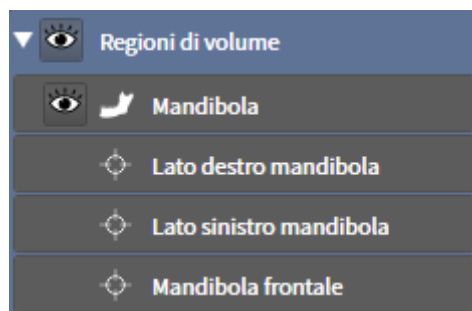 Regioni di volume
Mandibola
Lato destro mandibola
Lato sinistro mandibola
Mandibola frontale